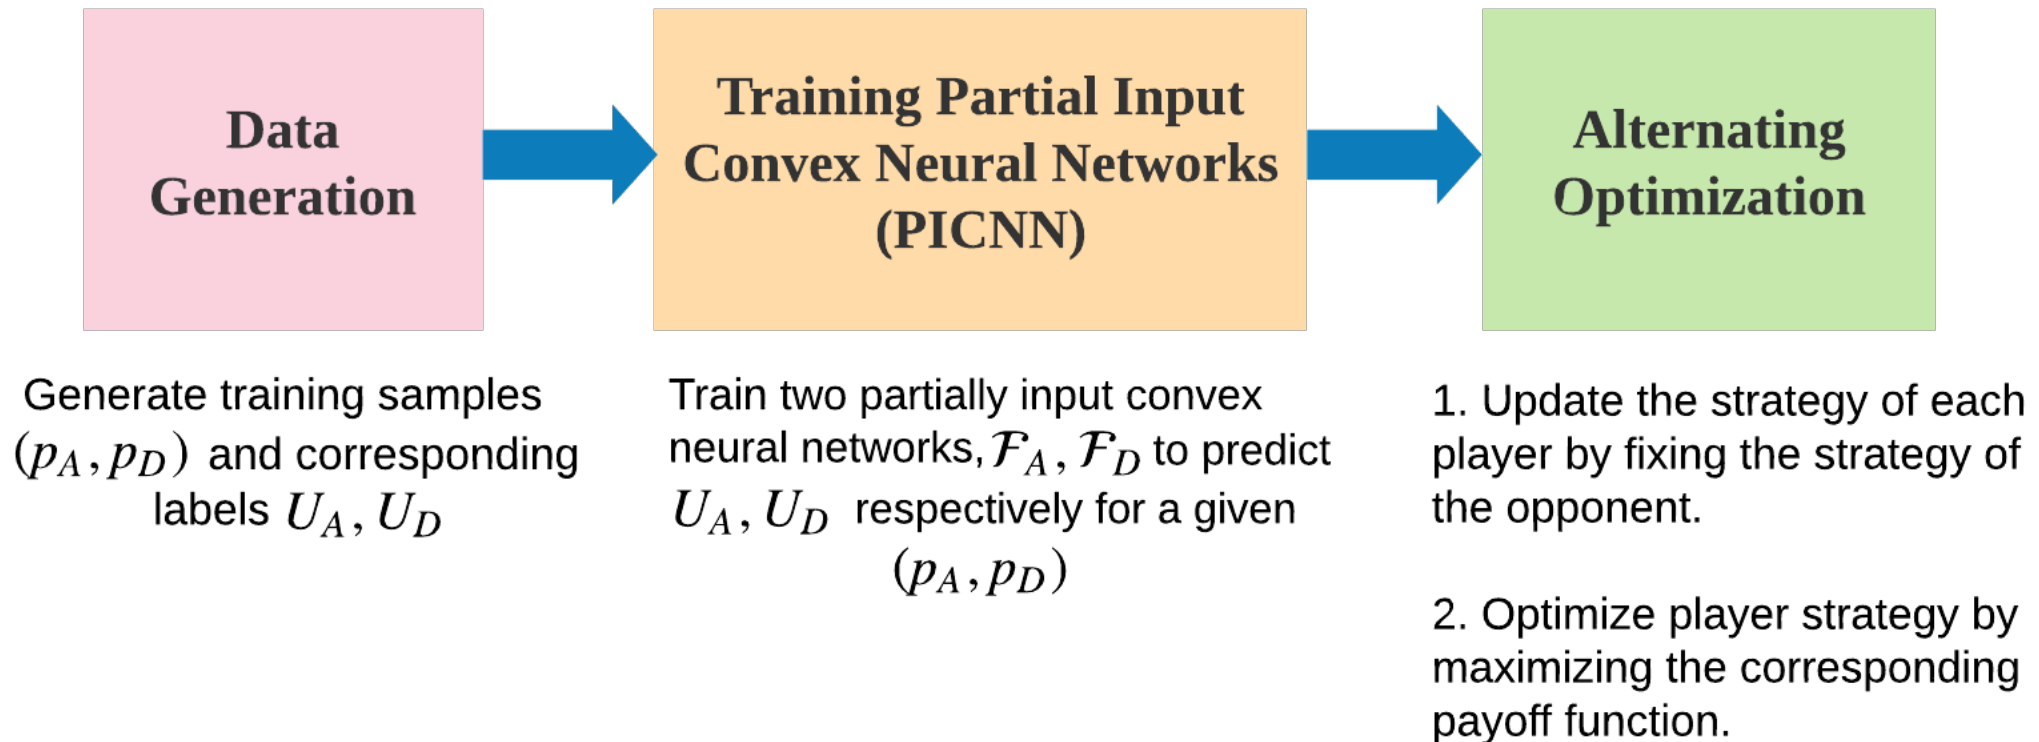 Data
Generation
Training Partial Input
Convex Neural Networks
(PICNN)
Alternating
Optimization
Generate training samples
(p_A, p_D) and corresponding
labels U_A, U_D
Train two partially input convex
neural networks, ℱ_A, ℱ_D to predict
U_A, U_D respectively for a given
(p_A, p_D)
1. Update the strategy of each
player by fixing the strategy of
the opponent.
2. Optimize player strategy by
maximizing the corresponding
payoff function.